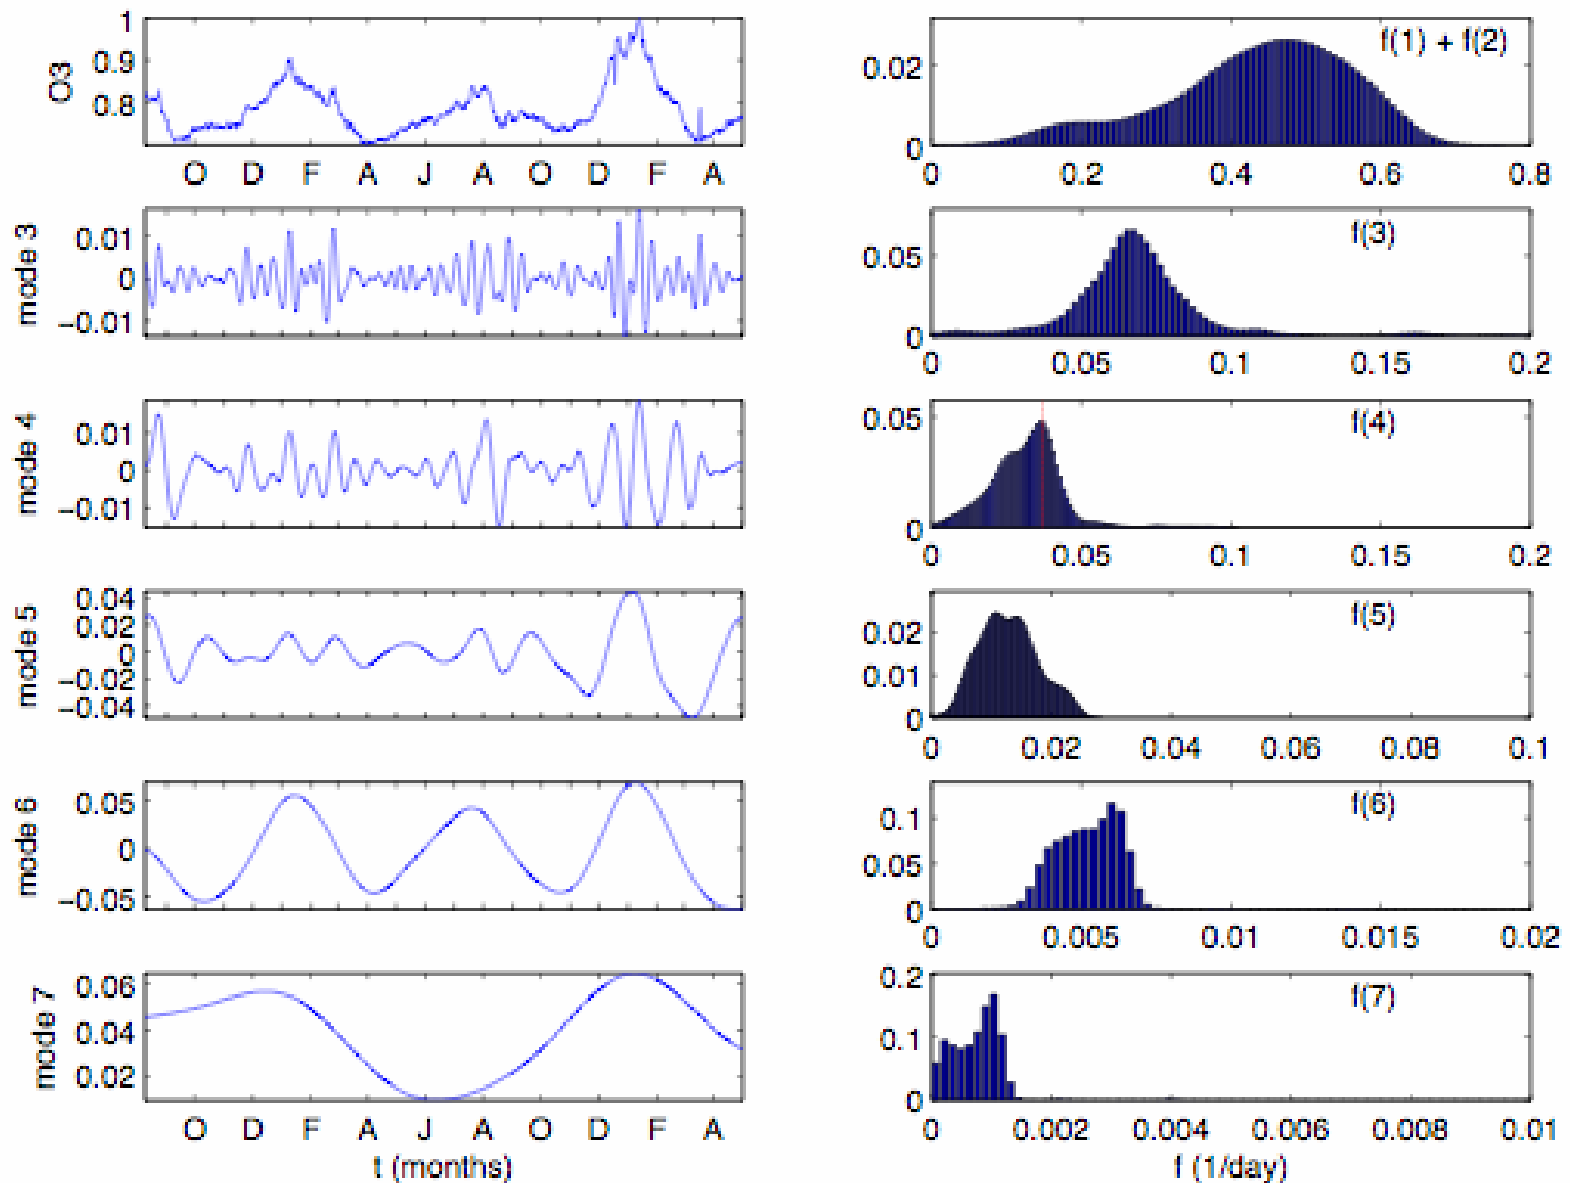 O3
1
0.9
0.8
O D F A J A O D F A
f(1) + f(2)
0.02
0
0 0.2 0.4 0.6 0.8
mode 3
0.01
0
−0.01
f(3)
0.05
0
0 0.05 0.1 0.15 0.2
mode 4
0.01
0
−0.01
f(4)
0.05
0
0 0.05 0.1 0.15 0.2
mode 5
0.04
0.02
0
−0.02
−0.04
f(5)
0.02
0.01
0
0 0.02 0.04 0.06 0.08 0.1
mode 6
0.05
0
−0.05
f(6)
0.1
0.05
0
0 0.005 0.01 0.015 0.02
mode 7
0.06
0.04
0.02
O D F A J A O D F A
t (months)
f(7)
0.2
0.1
0
0 0.002 0.004 0.006 0.008 0.01
f (1/day)